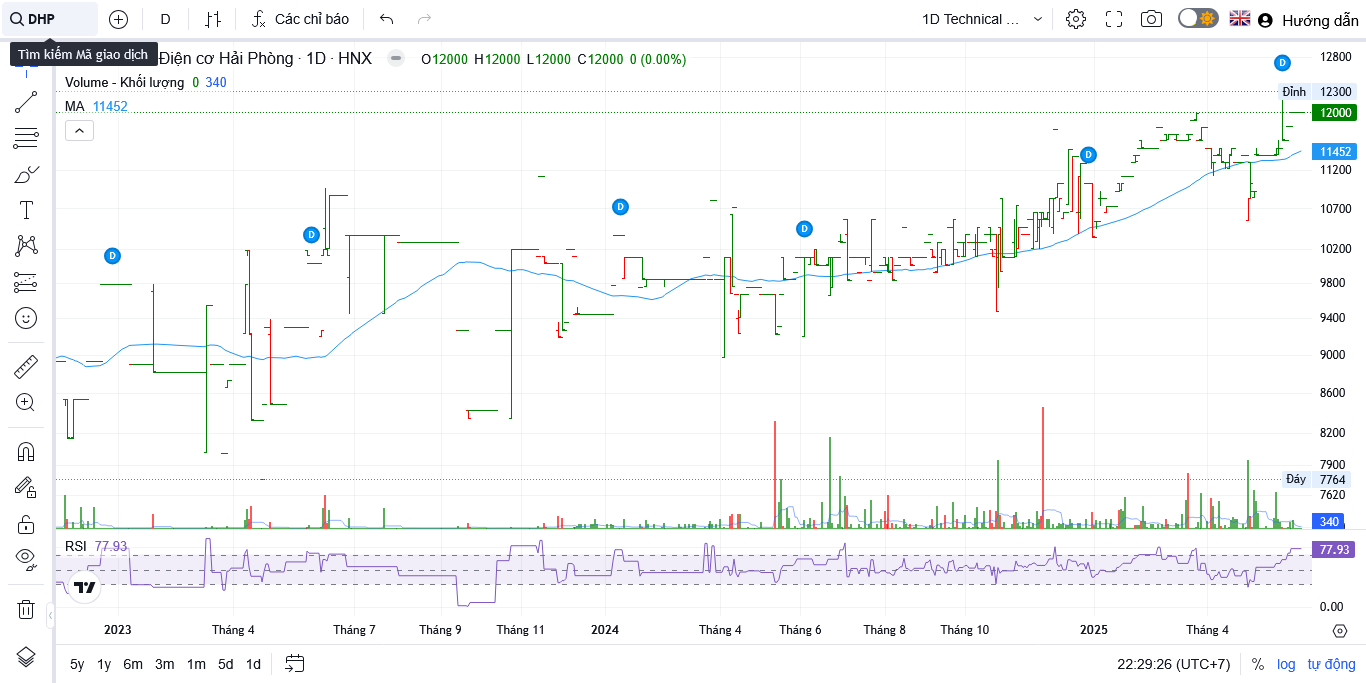 DHP
D
Các chỉ báo
1D Technical ...
Hướng dẫn
Tìm kiếm Mã giao dịch
Điện cơ Hải Phòng · 1D · HNX
O12000 H12000 L12000 C12000 0 (0.00%)
Volume - Khối lượng 0 340
MA 11452
12800
Đỉnh 12300
12000
11452
11200
10700
10200
9800
9400
9000
8600
8200
7900
Đáy 7764
7620
340
D
D
D
D
D
D
RSI 77.93
77.93
0.00
2023
Tháng 4
Tháng 7
Tháng 9
Tháng 11
2024
Tháng 4
Tháng 6
Tháng 8
Tháng 10
2025
Tháng 4
5y 1y 6m 3m 1m 5d 1d
22:29:26 (UTC+7)
% log tự động